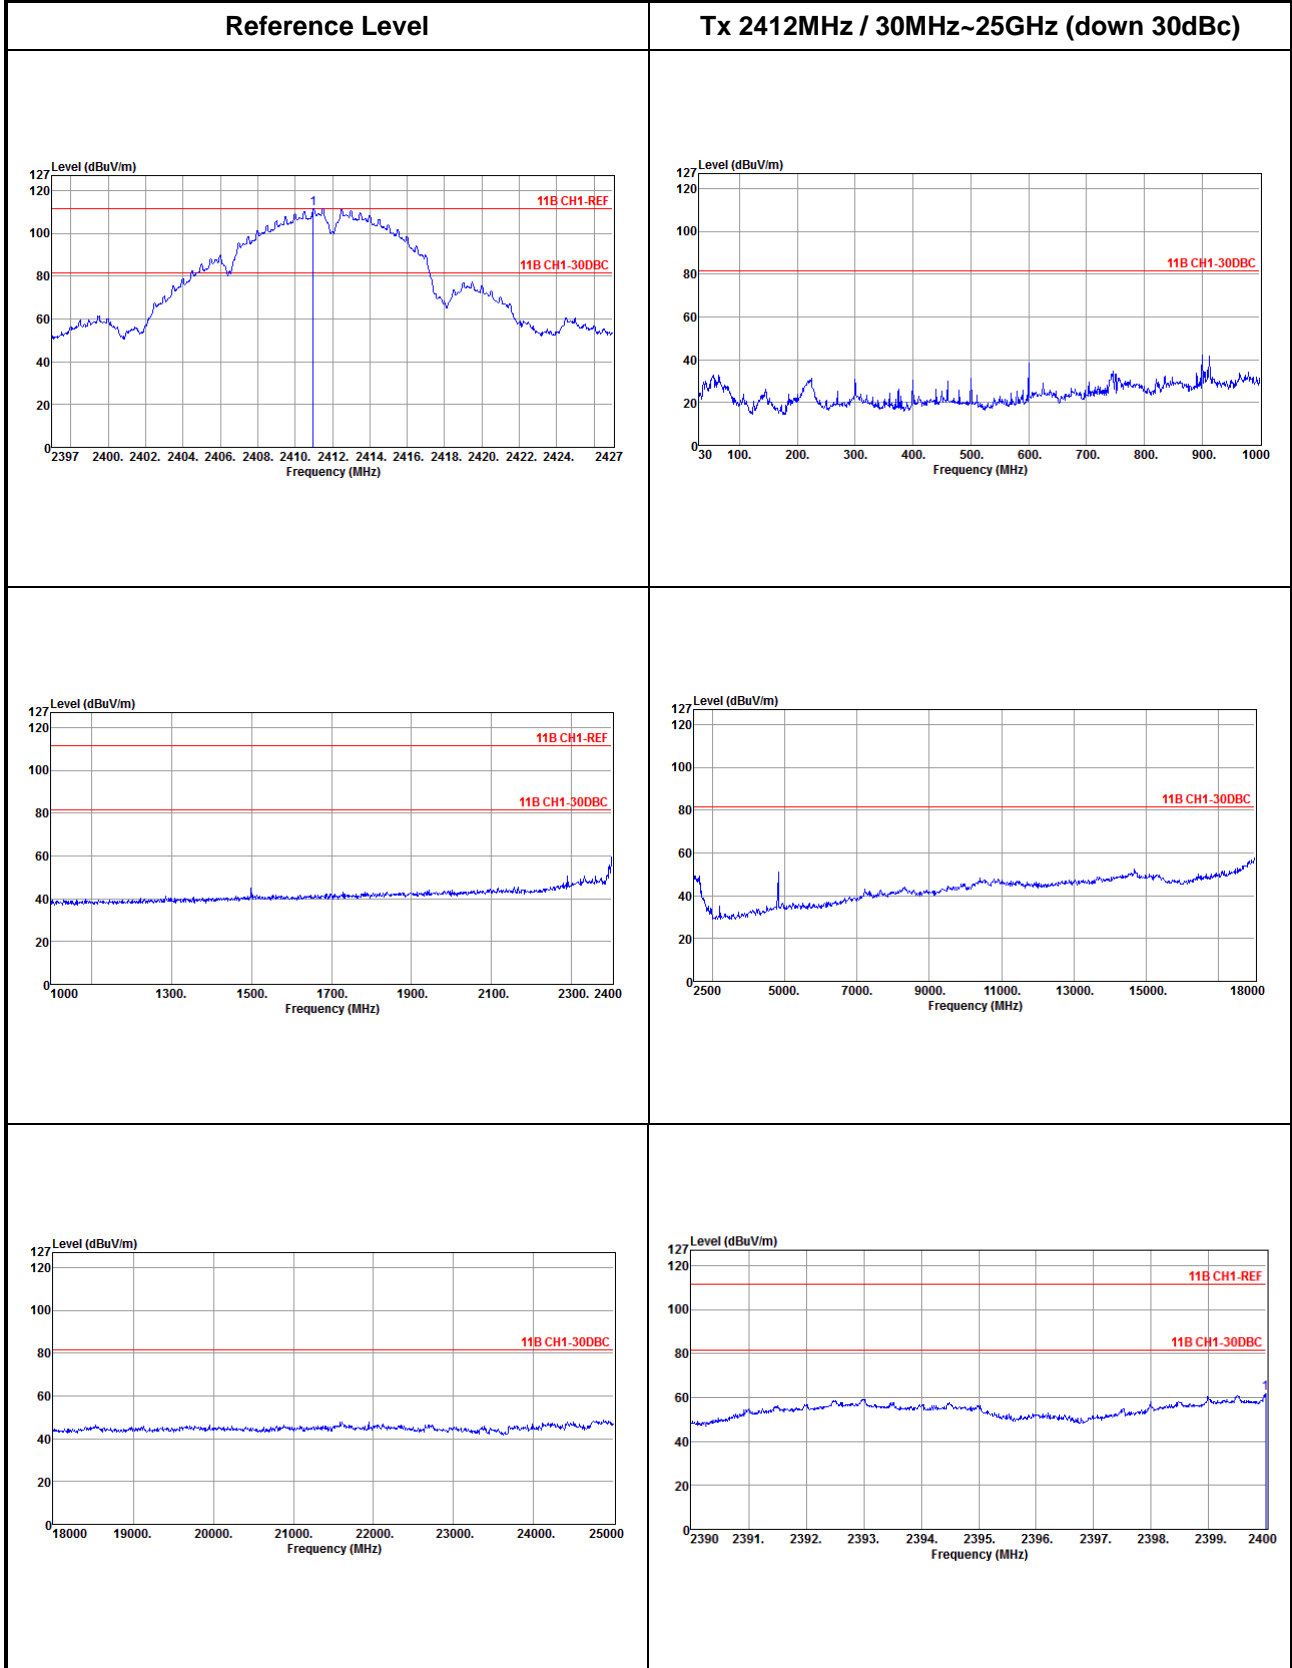 Reference Level
Tx 2412MHz / 30MHz~25GHz (down 30dBc)
127 Level (dBuV/m)
120
11B CH1-REF
1
100
11B CH1-30DBC
80
60
40
20
0
2397 2400. 2402. 2404. 2406. 2408. 2410. 2412. 2414. 2416. 2418. 2420. 2422. 2424. 2427
Frequency (MHz)
127 Level (dBuV/m)
120
100
11B CH1-30DBC
80
60
40
20
0
30 100. 200. 300. 400. 500. 600. 700. 800. 900. 1000
Frequency (MHz)
127 Level (dBuV/m)
120
11B CH1-REF
100
11B CH1-30DBC
80
60
40
20
0
1000 1300. 1500. 1700. 1900. 2100. 2300. 2400
Frequency (MHz)
127 Level (dBuV/m)
120
100
11B CH1-30DBC
80
60
40
20
0
2500 5000. 7000. 9000. 11000. 13000. 15000. 18000
Frequency (MHz)
127 Level (dBuV/m)
120
100
11B CH1-30DBC
80
60
40
20
0
18000 19000. 20000. 21000. 22000. 23000. 24000. 25000
Frequency (MHz)
127 Level (dBuV/m)
120
11B CH1-REF
100
11B CH1-30DBC
80
1
60
40
20
0
2390 2391. 2392. 2393. 2394. 2395. 2396. 2397. 2398. 2399. 2400
Frequency (MHz)